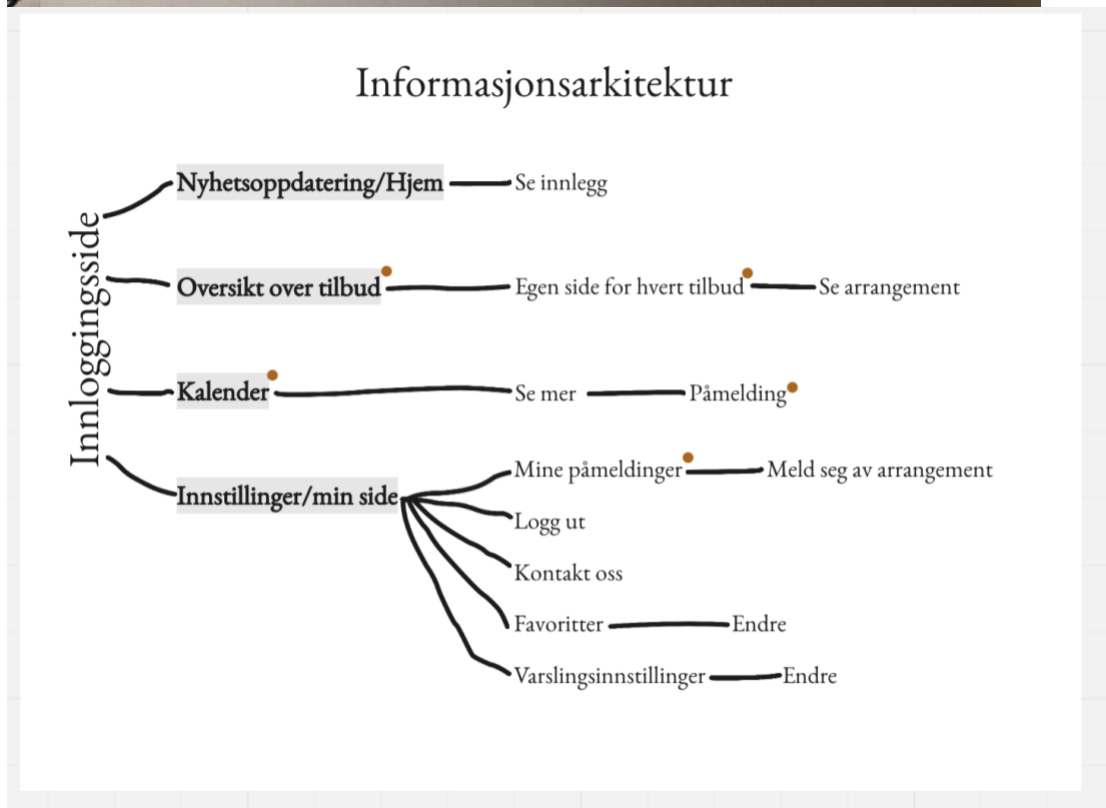 Informasjonsarkitektur
Innloggingsside
Nyhetsoppdatering/Hjem
Se innlegg
Oversikt over tilbud
Egen side for hvert tilbud
Se arrangement
Kalender
Se mer
Påmelding
Innstillinger/min side
Mine påmeldinger
Meld seg av arrangement
Logg ut
Kontakt oss
Favoritter
Endre
Varslingsinnstillinger
Endre